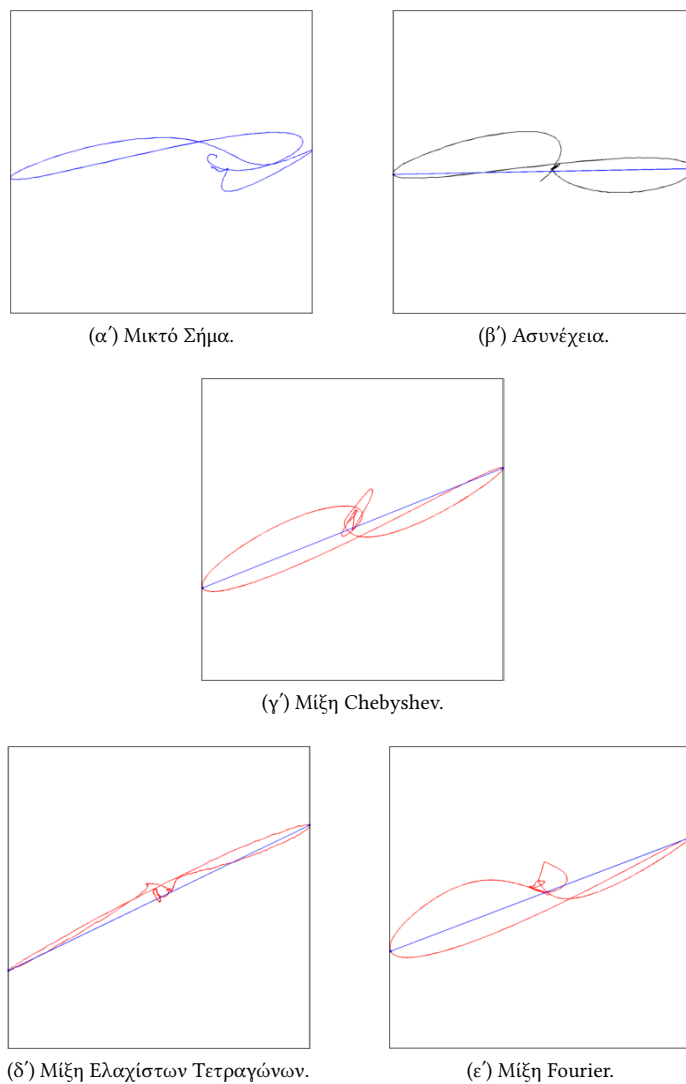 (α′) Μικτό Σήμα.
(β′) Ασυνέχεια.
(γ′) Μίξη Chebyshev.
(δ′) Μίξη Ελαχίστων Τετραγώνων.
(ε′) Μίξη Fourier.